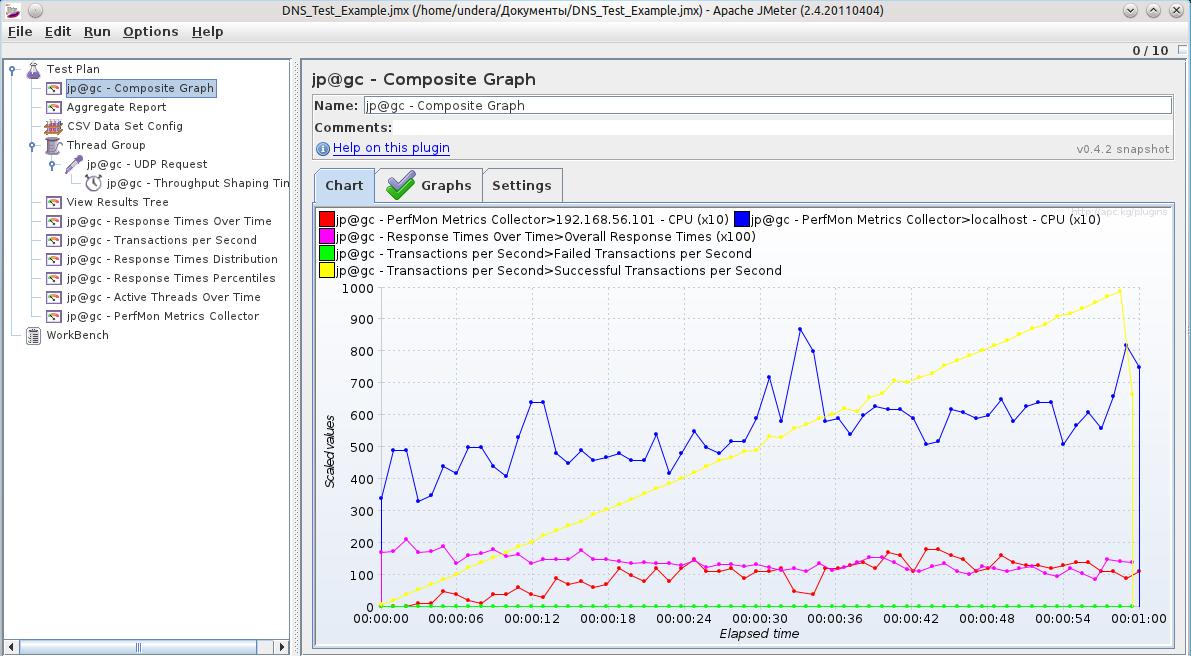 DNS_Test_Example.jmx (/home/undera/Документы/DNS_Test_Example.jmx) - Apache JMeter (2.4.20110404)
File Edit Run Options Help
0 / 10
Test Plan
jp@gc - Composite Graph
Aggregate Report
CSV Data Set Config
Thread Group
jp@gc - UDP Request
jp@gc - Throughput Shaping Tin
View Results Tree
jp@gc - Response Times Over Time
jp@gc - Transactions per Second
jp@gc - Response Times Distribution
jp@gc - Response Times Percentiles
jp@gc - Active Threads Over Time
jp@gc - PerfMon Metrics Collector
WorkBench
jp@gc - Composite Graph
Name: jp@gc - Composite Graph
Comments:
Help on this plugin
v0.4.2 snapshot
Chart Graphs Settings
http://apc.kg/plugins
jp@gc - PerfMon Metrics Collector>192.168.56.101 - CPU (x10) jp@gc - PerfMon Metrics Collector>localhost - CPU (x10)
jp@gc - Response Times Over Time>Overall Response Times (x100)
jp@gc - Transactions per Second>Failed Transactions per Second
jp@gc - Transactions per Second>Successful Transactions per Second
1000
900
800
700
600
500
400
300
200
100
0
Scaled values
00:00:00 00:00:06 00:00:12 00:00:18 00:00:24 00:00:30 00:00:36 00:00:42 00:00:48 00:00:54 00:01:00
Elapsed time